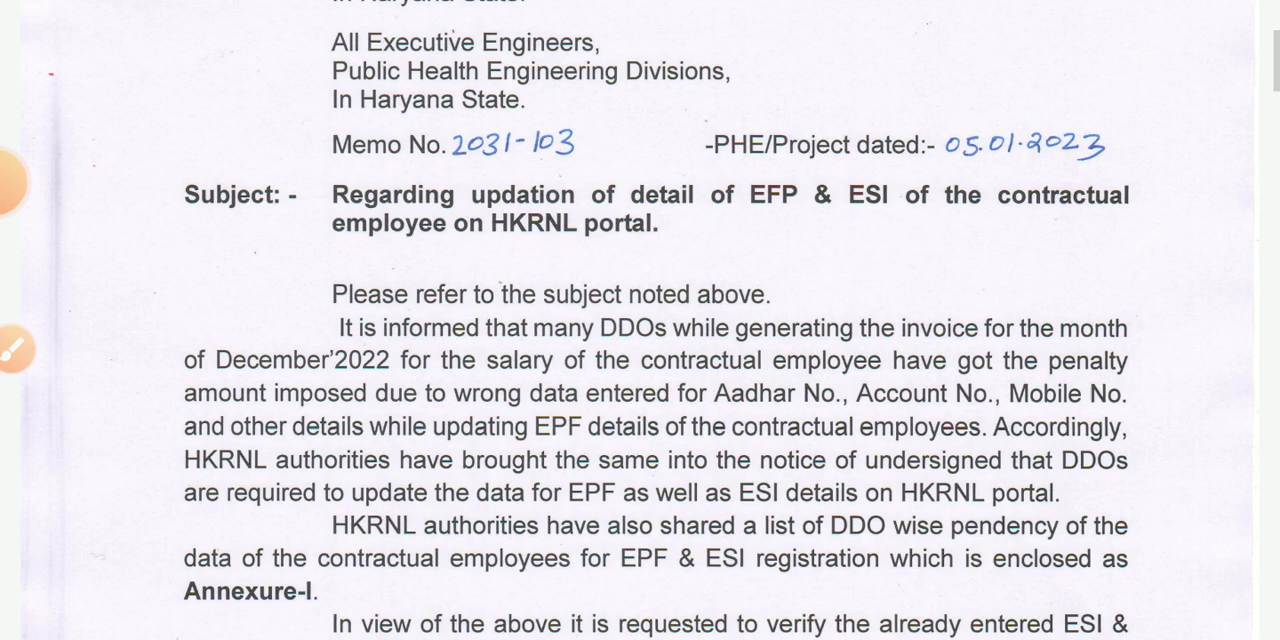 In Haryana State.
All Executive Engineers,
Public Health Engineering Divisions,
In Haryana State.
Memo No. 2031-103 -PHE/Project dated:- 05.01.2023
Subject: - Regarding updation of detail of EFP & ESI of the contractual
employee on HKRNL portal.
Please refer to the subject noted above.
It is informed that many DDOs while generating the invoice for the month
of December'2022 for the salary of the contractual employee have got the penalty
amount imposed due to wrong data entered for Aadhar No., Account No., Mobile No.
and other details while updating EPF details of the contractual employees. Accordingly,
HKRNL authorities have brought the same into the notice of undersigned that DDOs
are required to update the data for EPF as well as ESI details on HKRNL portal.
HKRNL authorities have also shared a list of DDO wise pendency of the
data of the contractual employees for EPF & ESI registration which is enclosed as
Annexure-I.
In view of the above it is requested to verify the already entered ESI &